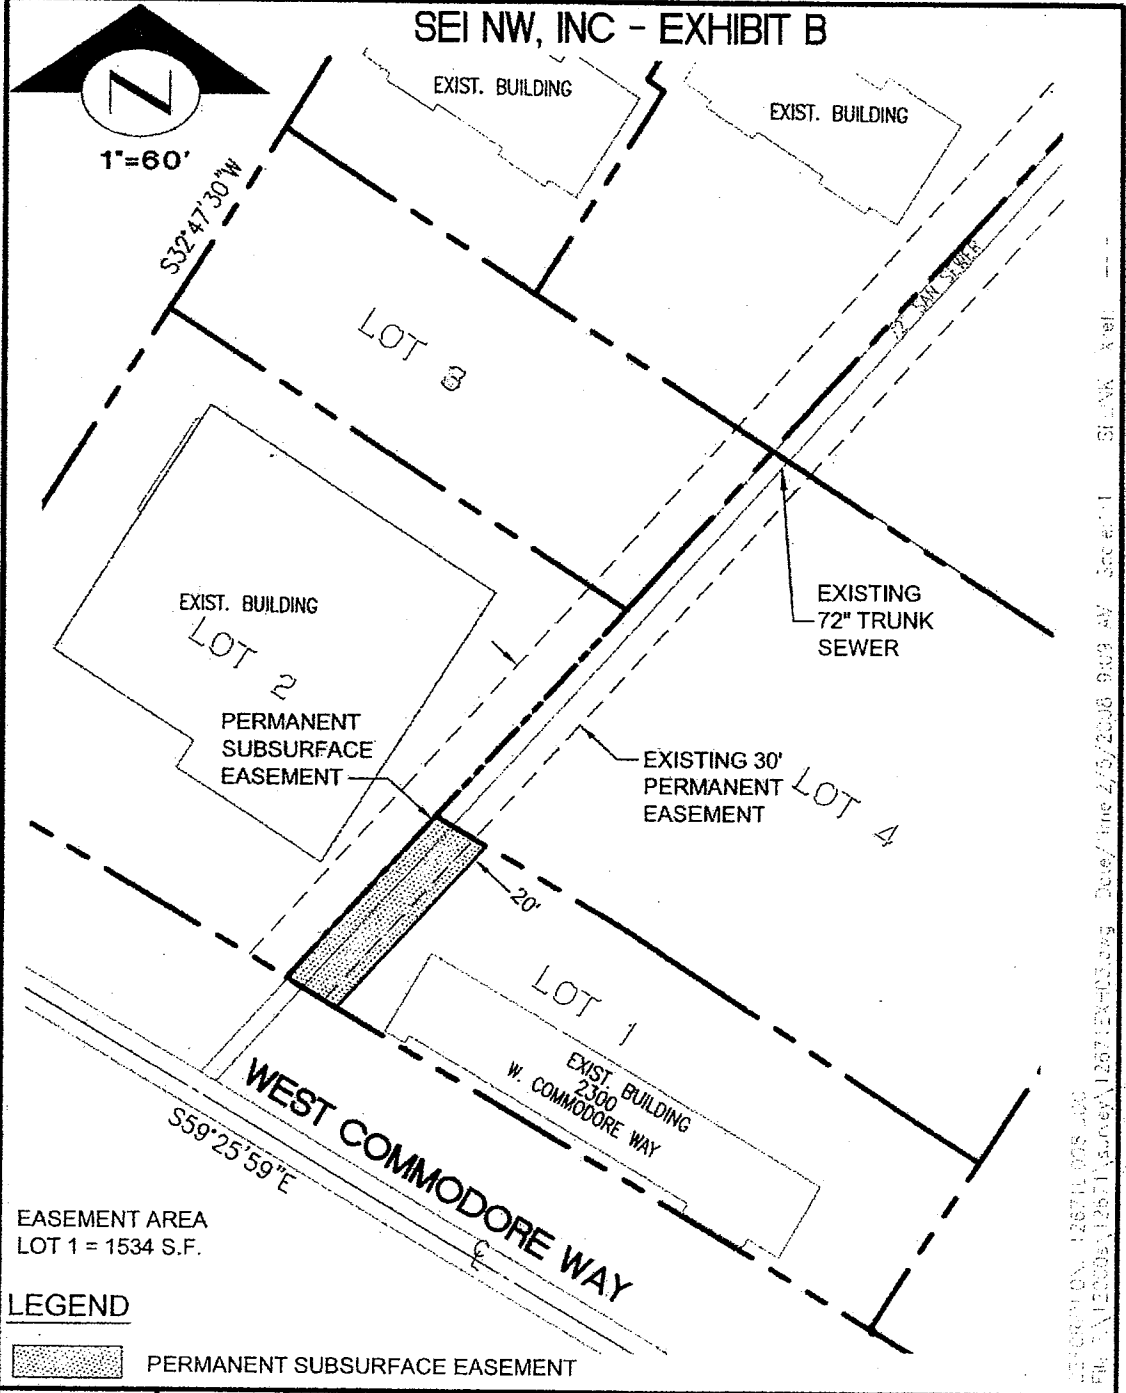 SEI NW, INC - EXHIBIT B
N
1"=60'
EXIST. BUILDING
EXIST. BUILDING
S32°47'30"W
SAN SEWER
LOT 3
EXISTING
72" TRUNK
SEWER
EXIST. BUILDING
LOT 2
PERMANENT
SUBSURFACE
EASEMENT
EXISTING 30'
PERMANENT
EASEMENT
LOT 4
20'
LOT 1
EXIST. BUILDING
2300
W. COMMODORE WAY
WEST COMMODORE WAY
S59°25'59"E
EASEMENT AREA
LOT 1 = 1534 S.F.
LEGEND
PERMANENT SUBSURFACE EASEMENT